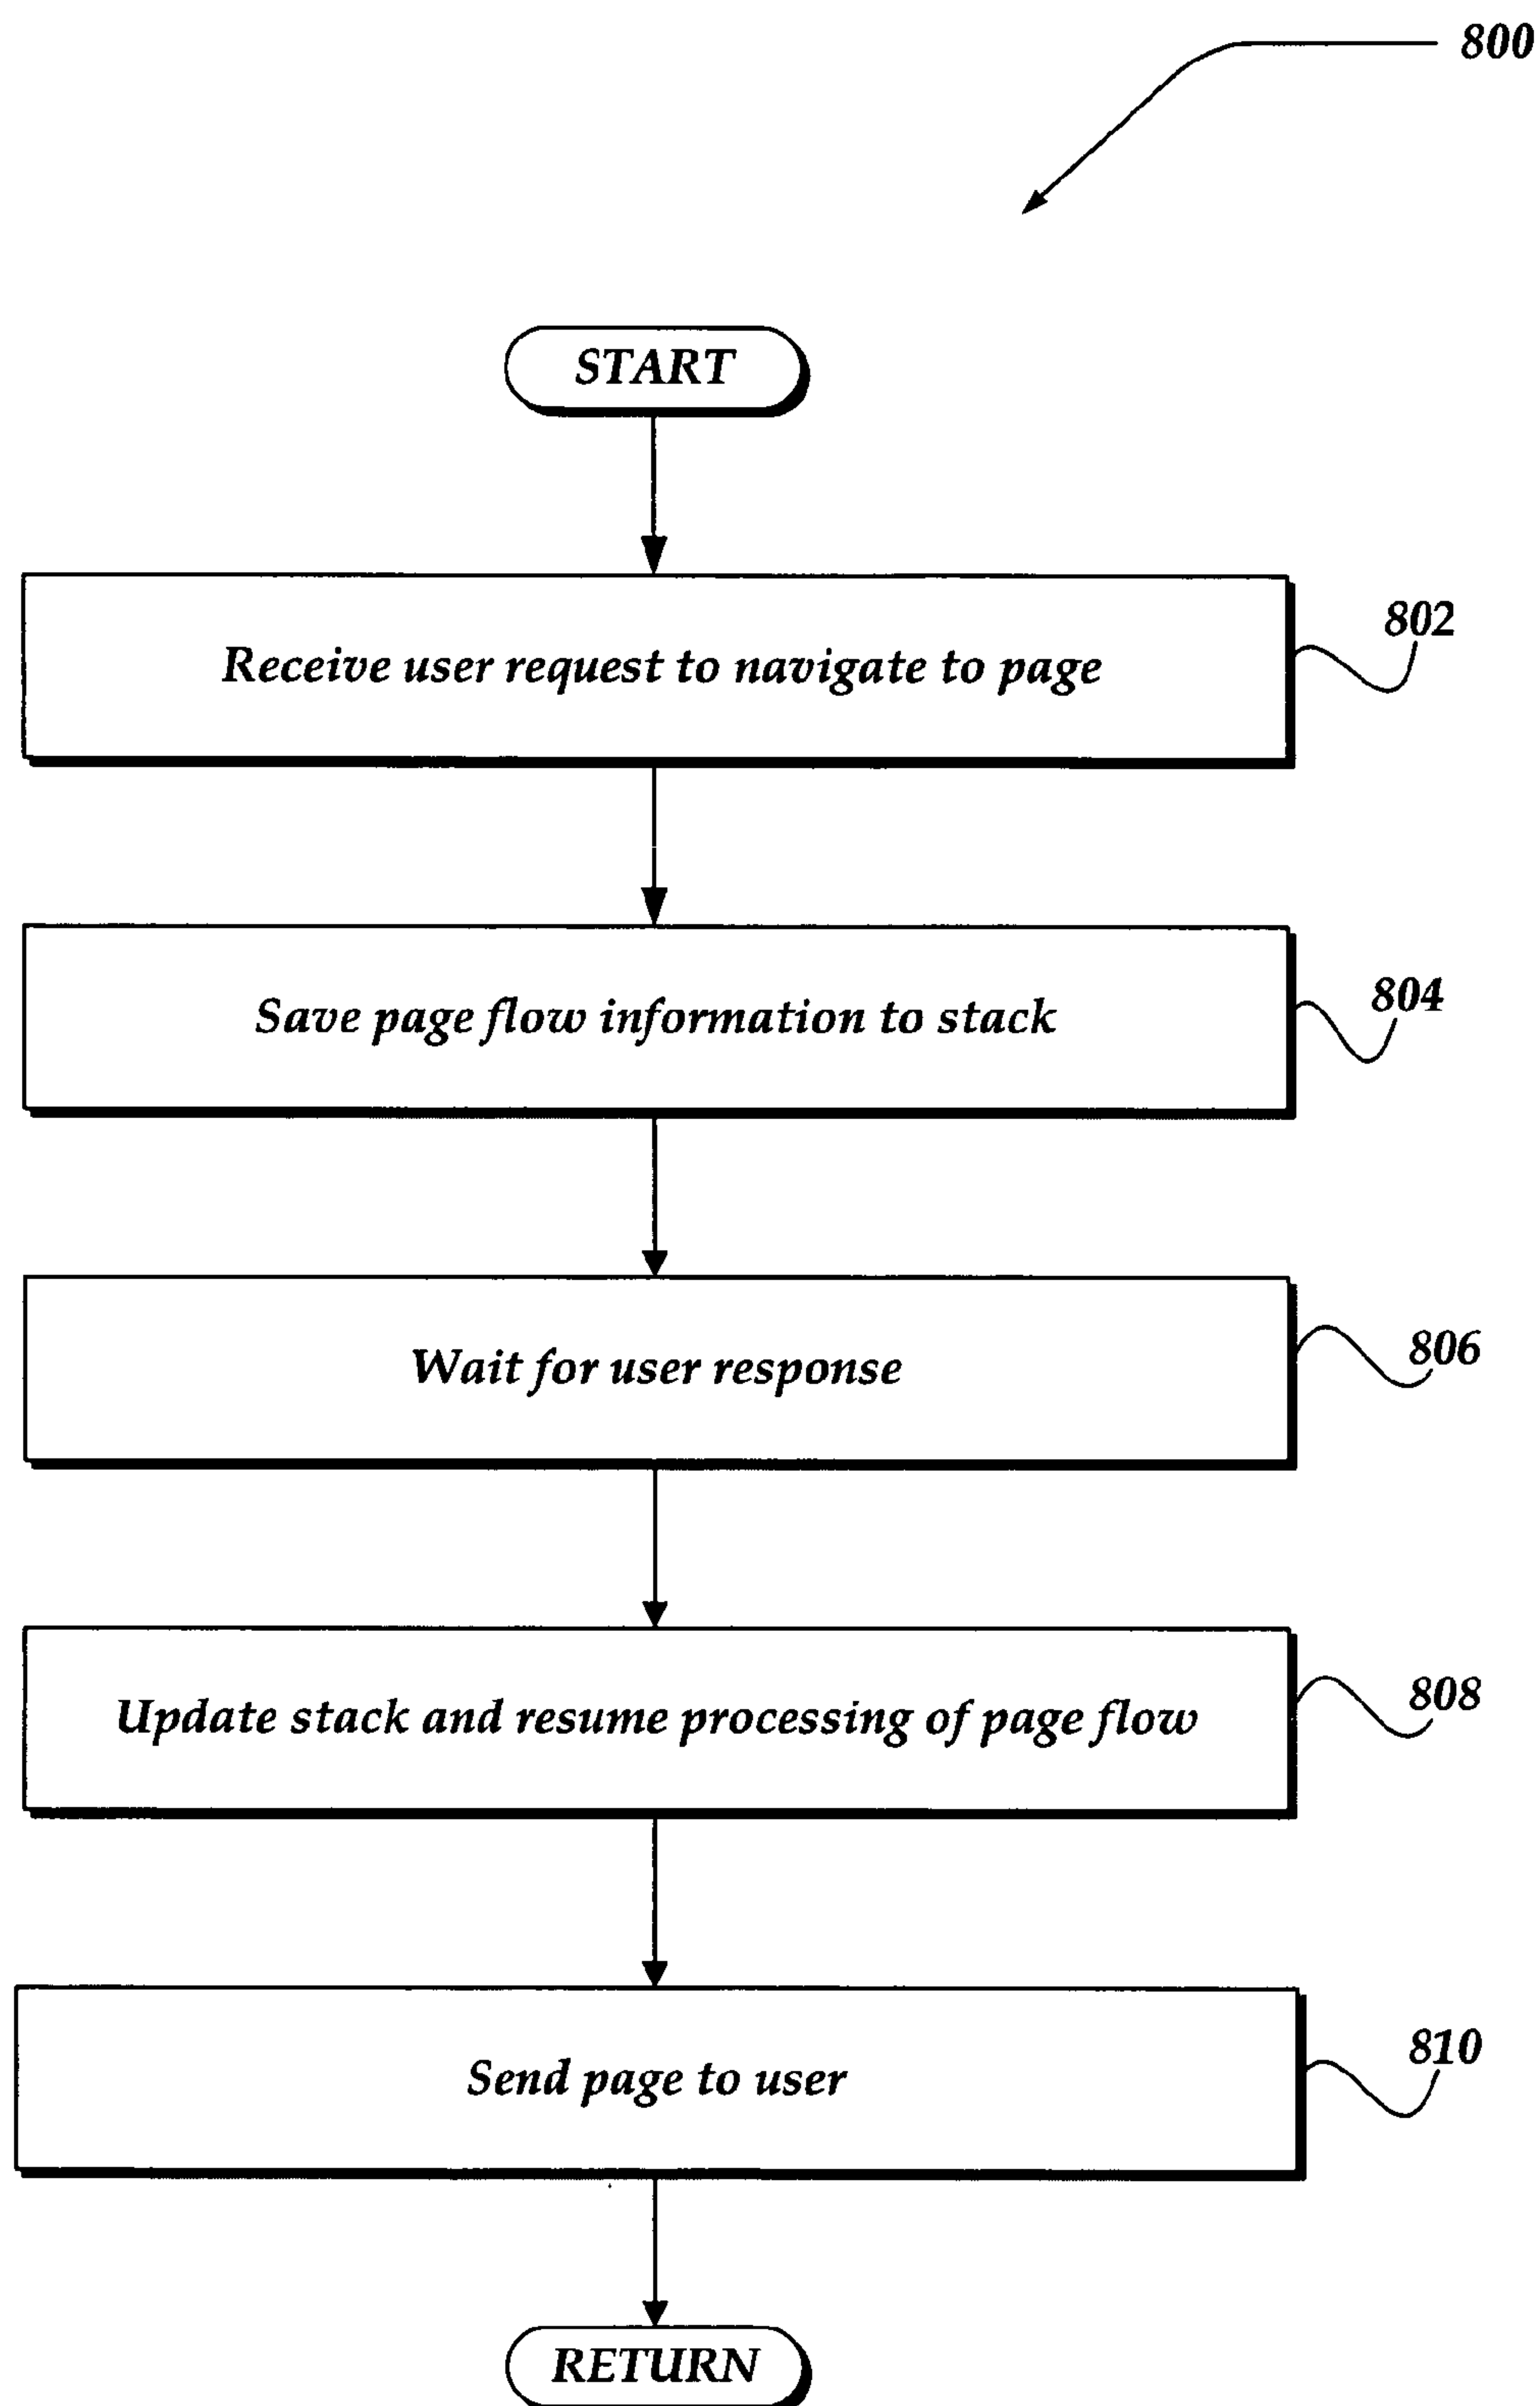 800
START
Receive user request to navigate to page
802
Save page flow information to stack
804
Wait for user response
806
Update stack and resume processing of page flow
808
Send page to user
810
RETURN